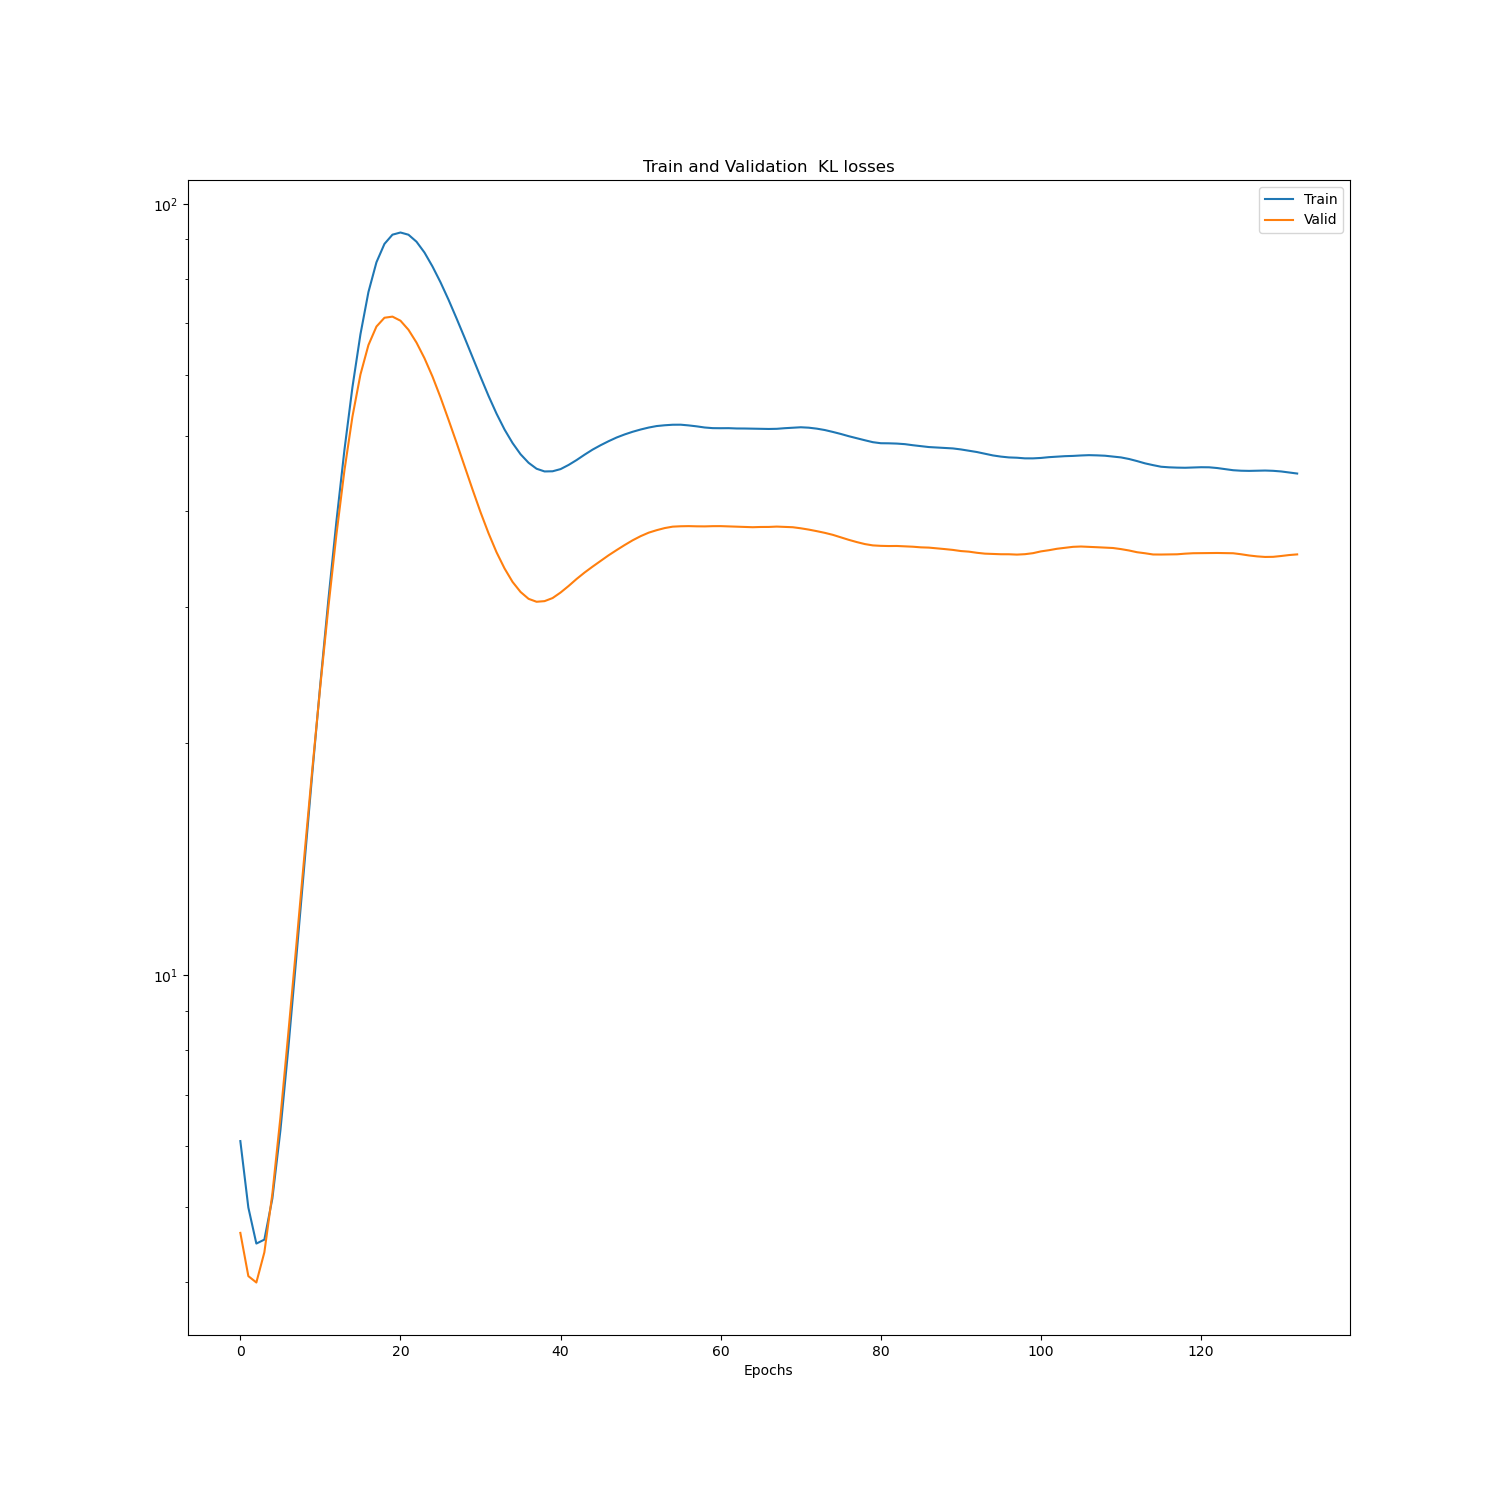 Train and Validation  KL losses
10²
Train
Valid
10¹
0 20 40 60 80 100 120
Epochs